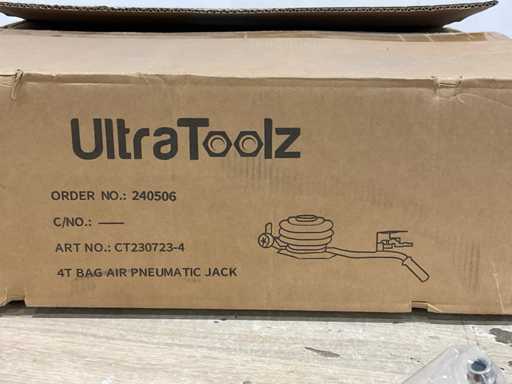 UltraToolz
ORDER NO.: 240506
C/NO.: ——
ART NO.: CT230723-4
4T BAG AIR PNEUMATIC JACK